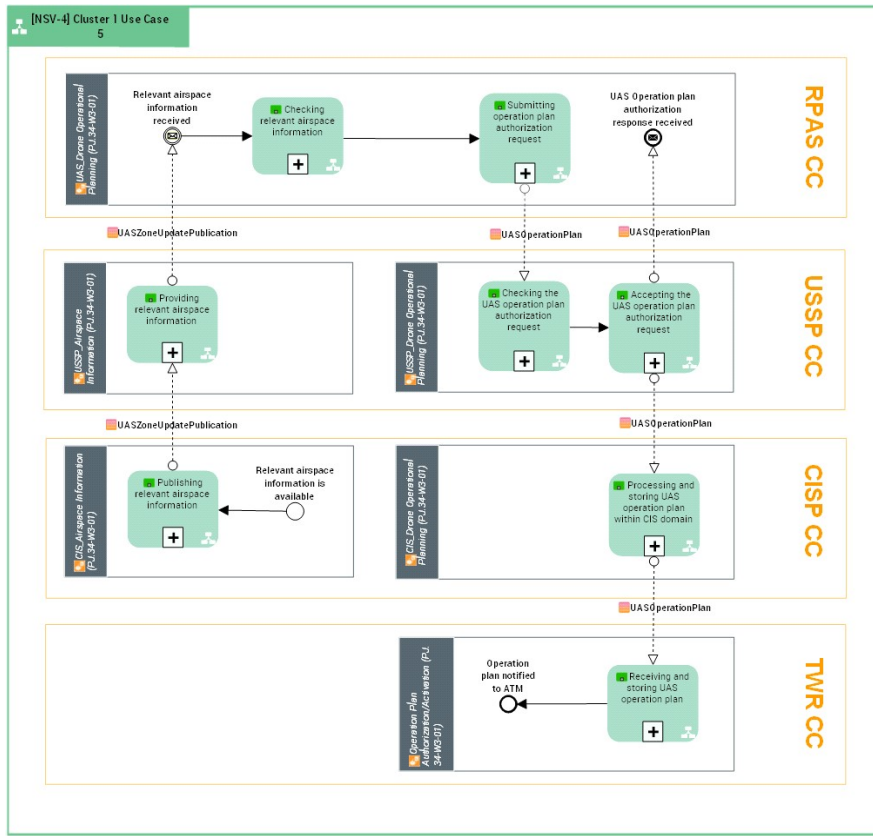 [NSV-4] Cluster 1 Use Case
5
RPAS CC
UAS_Drone Operational
Planning (PJ.34-W3-01)
Relevant airspace
information
received
Checking
relevant airspace
information
Submitting
operation plan
authorization
request
UAS Operation plan
authorization
response received
UASZoneUpdatePublication
UASOperationPlan
UASOperationPlan
USSP CC
USSP_Airspace
Information (PJ.34-W3-01)
Providing
relevant airspace
information
USSP_Drone Operational
Planning (PJ.34-W3-01)
Checking the
UAS operation plan
authorization
request
Accepting the
UAS operation plan
authorization
request
UASZoneUpdatePublication
UASOperationPlan
CISP CC
CIS_Airspace Information
(PJ.34-W3-01)
Publishing
relevant airspace
information
Relevant airspace
information is
available
CIS_Drone Operational
Planning (PJ.34-W3-01)
Processing and
storing UAS
operation plan
within CIS domain
UASOperationPlan
TWR CC
Operation Plan
Authorization/Activation (PJ.
34-W3-01)
Operation
plan notified
to ATM
Receiving and
storing UAS
operation plan